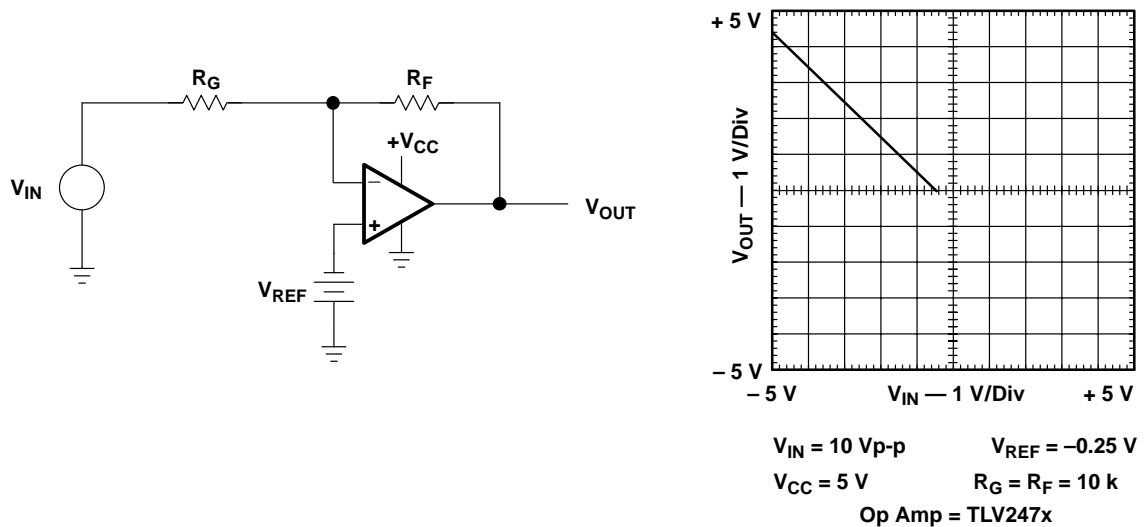 R_G
R_F
+V_CC
V_IN
−
+
V_OUT
V_REF
+ 5 V
V_OUT — 1 V/Div
– 5 V
– 5 V
V_IN — 1 V/Div
+ 5 V
V_IN = 10 Vp-p
V_REF = –0.25 V
V_CC = 5 V
R_G = R_F = 10 k
Op Amp = TLV247x